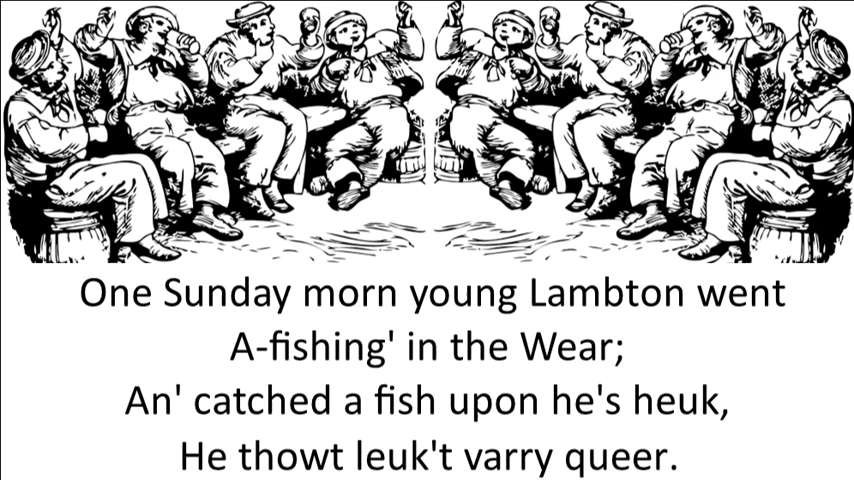 One Sunday morn young Lambton went
A-fishing' in the Wear;
An' catched a fish upon he's heuk,
He thowt leuk't varry queer.